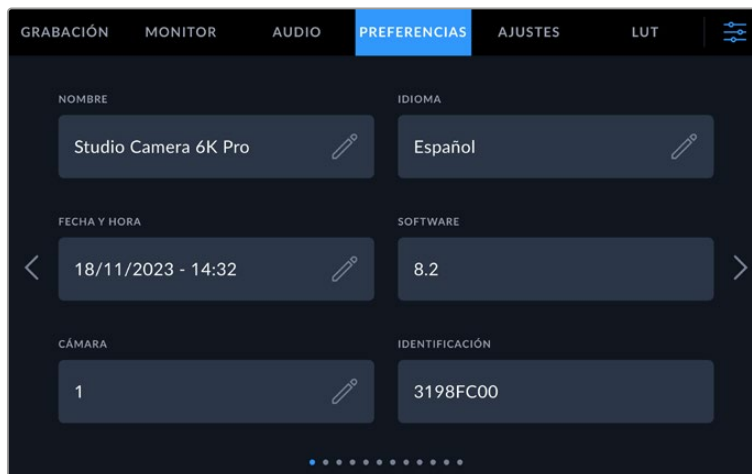 GRABACIÓN MONITOR AUDIO PREFERENCIAS AJUSTES LUT
NOMBRE IDIOMA
Studio Camera 6K Pro Español
FECHA Y HORA SOFTWARE
18/11/2023 - 14:32 8.2
CÁMARA IDENTIFICACIÓN
1 3198FC00